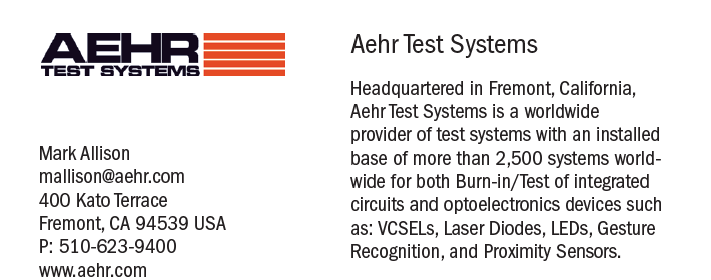 AEHR
TEST SYSTEMS
Mark Allison
mallison@aehr.com
400 Kato Terrace
Fremont, CA 94539 USA
P: 510-623-9400
www.aehr.com
Aehr Test Systems
Headquartered in Fremont, California,
Aehr Test Systems is a worldwide
provider of test systems with an installed
base of more than 2,500 systems world-
wide for both Burn-in/Test of integrated
circuits and optoelectronics devices such
as: VCSELs, Laser Diodes, LEDs, Gesture
Recognition, and Proximity Sensors.